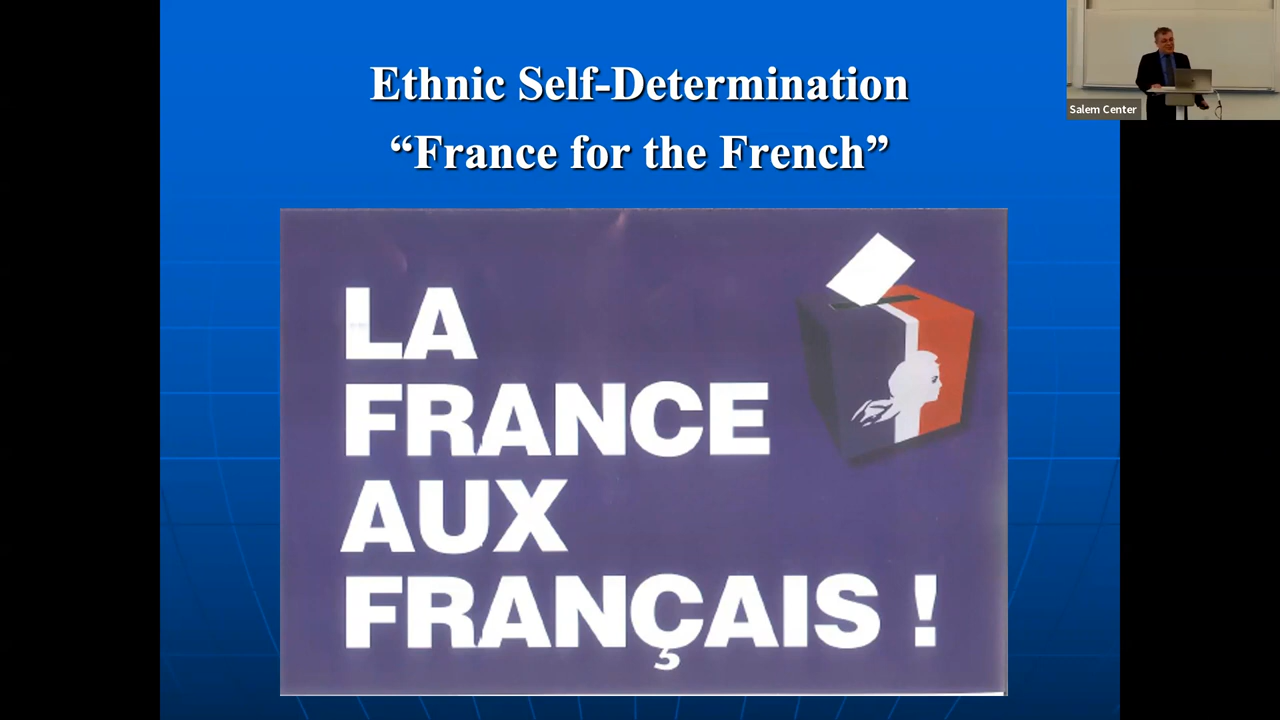 Ethnic Self-Determination
“France for the French”
Salem Center
LA
FRANCE
AUX
FRANÇAIS !